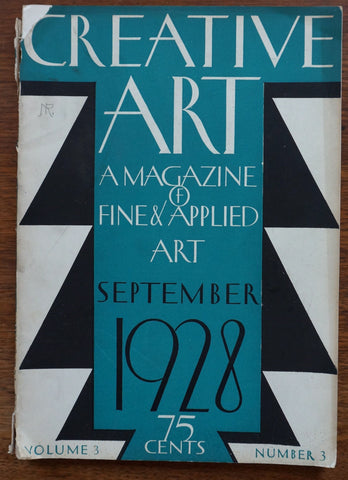 CREATIVE
ART
A MAGAZINE
OF
FINE & APPLIED
ART
SEPTEMBER
1928
75
CENTS
VOLUME 3 NUMBER 3